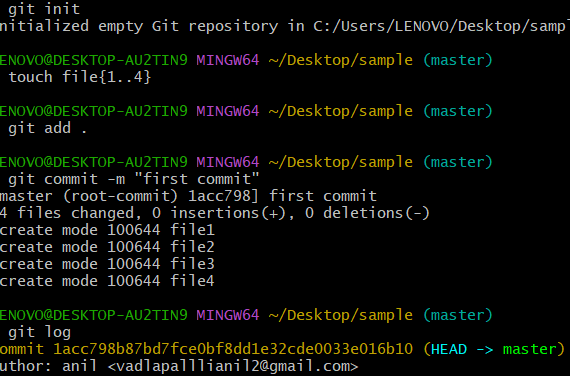 git init
nitialized empty Git repository in C:/Users/LENOVO/Desktop/samp
ENOVO@DESKTOP-AU2TIN9 MINGW64 ~/Desktop/sample (master)
touch file{1..4}
ENOVO@DESKTOP-AU2TIN9 MINGW64 ~/Desktop/sample (master)
git add .
ENOVO@DESKTOP-AU2TIN9 MINGW64 ~/Desktop/sample (master)
git commit -m "first commit"
master (root-commit) 1acc798] first commit
4 files changed, 0 insertions(+), 0 deletions(-)
create mode 100644 file1
create mode 100644 file2
create mode 100644 file3
create mode 100644 file4
ENOVO@DESKTOP-AU2TIN9 MINGW64 ~/Desktop/sample (master)
git log
ommit 1acc798b87bd7fce0bf8dd1e32cde0033e016b10 (HEAD -> master)
uthor: anil <vadlapalllianil2@gmail.com>